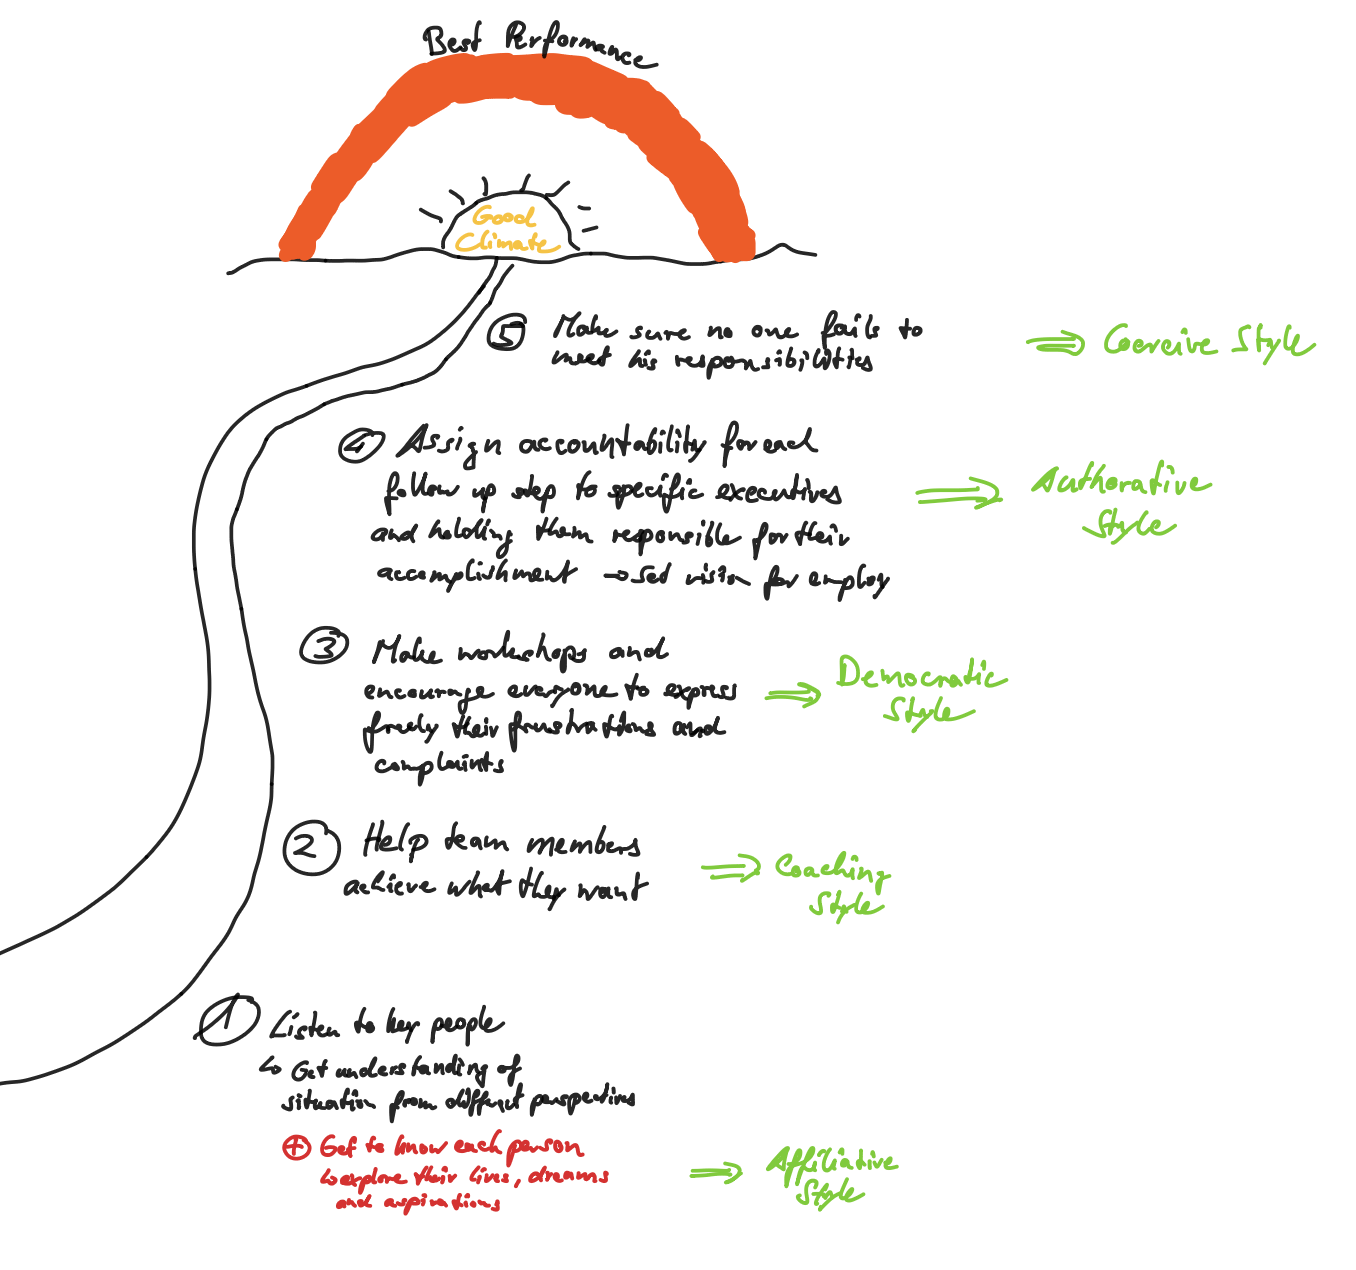 Best Performance
Good
Climate
5 Make sure no one fails to
meet his responsibilities
⇒ Coercive Style
4 Assign accountability for each
follow up step to specific executives
and holding them responsible for their
accomplishment → Set vision for employ
⇒ Authorative
Style
3 Make workshops and
encourage everyone to express
freely their frustrations and
complaints
⇒ Democratic
Style
2 Help team members
achieve what they want
⇒ Coaching
Style
1 Listen to key people
↳ Get understanding of
situation from different perspectives
⊕ Get to know each person
↳ explore their lives, dreams
and aspirations
⇒ Affiliative
Style